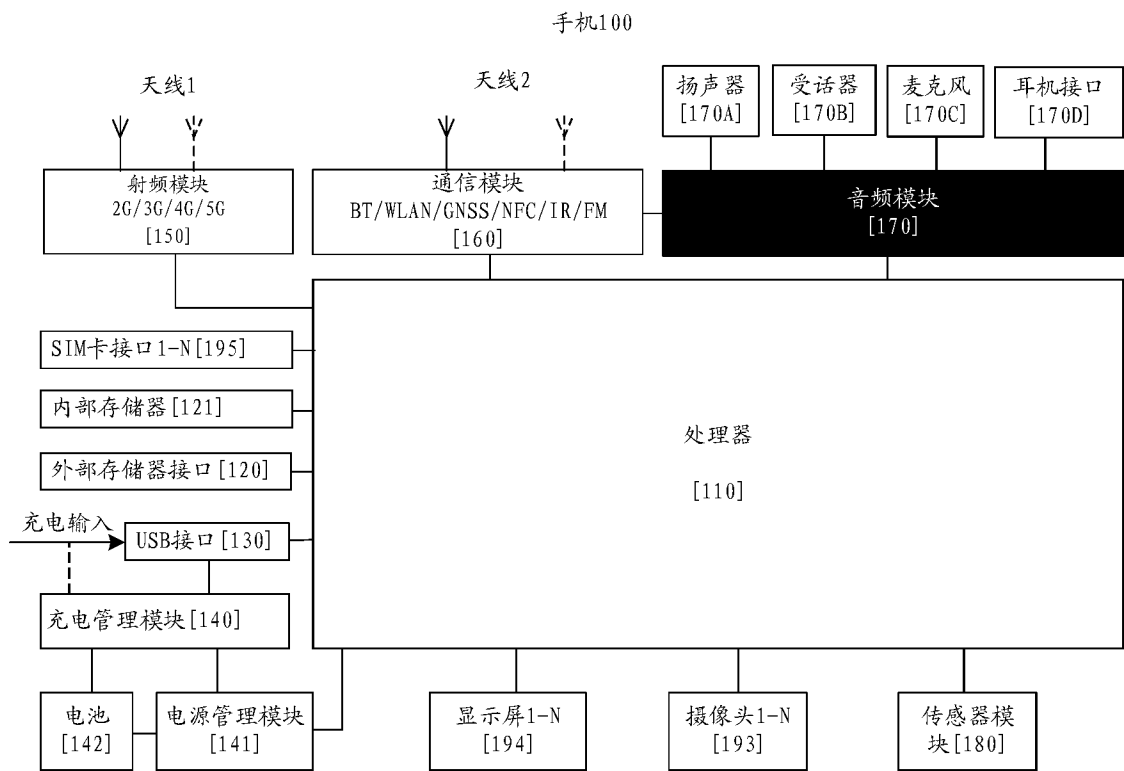 手机100
天线1
天线2
扬声器
[170A]
受话器
[170B]
麦克风
[170C]
耳机接口
[170D]
射频模块
2G/3G/4G/5G
[150]
通信模块
BT/WLAN/GNSS/NFC/IR/FM
[160]
音频模块
[170]
SIM卡接口1-N[195]
内部存储器[121]
外部存储器接口[120]
充电输入
USB接口[130]
充电管理模块[140]
处理器
[110]
电池
[142]
电源管理模块
[141]
显示屏1-N
[194]
摄像头1-N
[193]
传感器模
块[180]